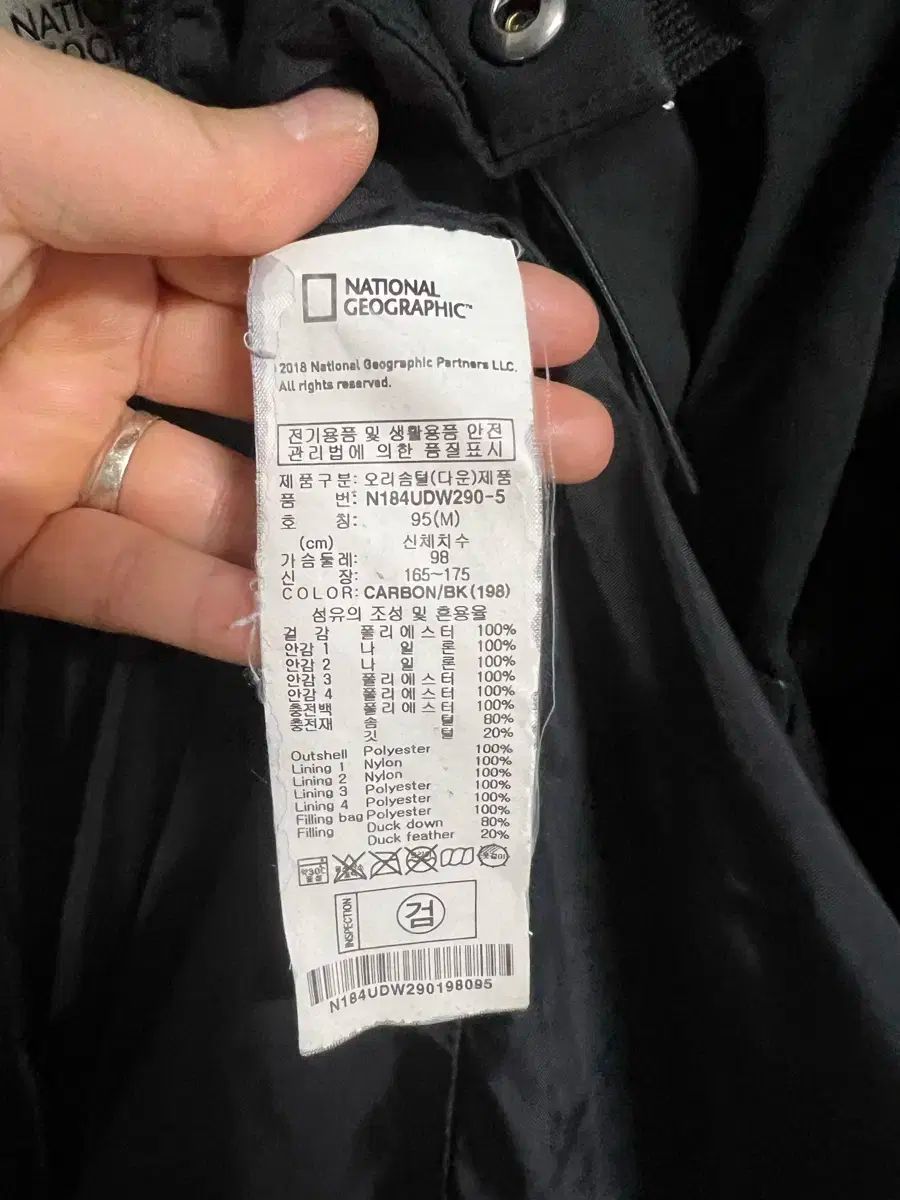 NATI
NATIONAL
GEOGRAPHIC™
2018 National Geographic Partners LLC.
All rights reserved.
전기용품 및 생활용품 안전
관리법에 의한 품질표시
제품구분: 오리솜털(다운)제품
품 번: N184UDW290-5
호 칭: 95(M)
(cm) 신체치수
가슴둘레: 98
신 장: 165~175
COLOR: CARBON/BK(198)
섬유의 조성 및 혼용율
겉 감 폴리에스터 100%
안감 1 나 일 론 100%
안감 2 나 일 론 100%
안감 3 폴리에스터 100%
안감 4 폴리에스터 100%
충전백 폴리에스터 100%
충전재 솜 털 80%
깃 털 20%
Outshell Polyester 100%
Lining 1 Nylon 100%
Lining 2 Nylon 100%
Lining 3 Polyester 100%
Lining 4 Polyester 100%
Filling bag Polyester 100%
Filling Duck down 80%
Duck feather 20%
약30℃
옷걸이
INSPECTION
검
N184UDW290198095